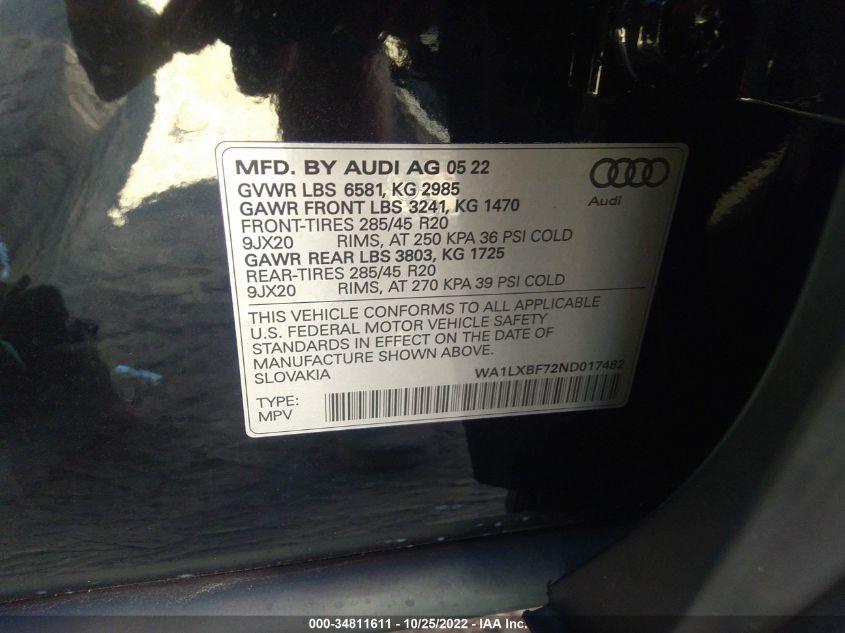 MFD. BY AUDI AG 05 22
GVWR LBS 6581, KG 2985
GAWR FRONT LBS 3241, KG 1470
FRONT-TIRES 285/45 R20
9JX20 RIMS, AT 250 KPA 36 PSI COLD
GAWR REAR LBS 3803, KG 1725
REAR-TIRES 285/45 R20
9JX20 RIMS, AT 270 KPA 39 PSI COLD
Audi
THIS VEHICLE CONFORMS TO ALL APPLICABLE
U.S. FEDERAL MOTOR VEHICLE SAFETY
STANDARDS IN EFFECT ON THE DATE OF
MANUFACTURE SHOWN ABOVE.
SLOVAKIA WA1LXBF72ND017482
TYPE:
MPV
000-34811611 - 10/25/2022 - IAA Inc.